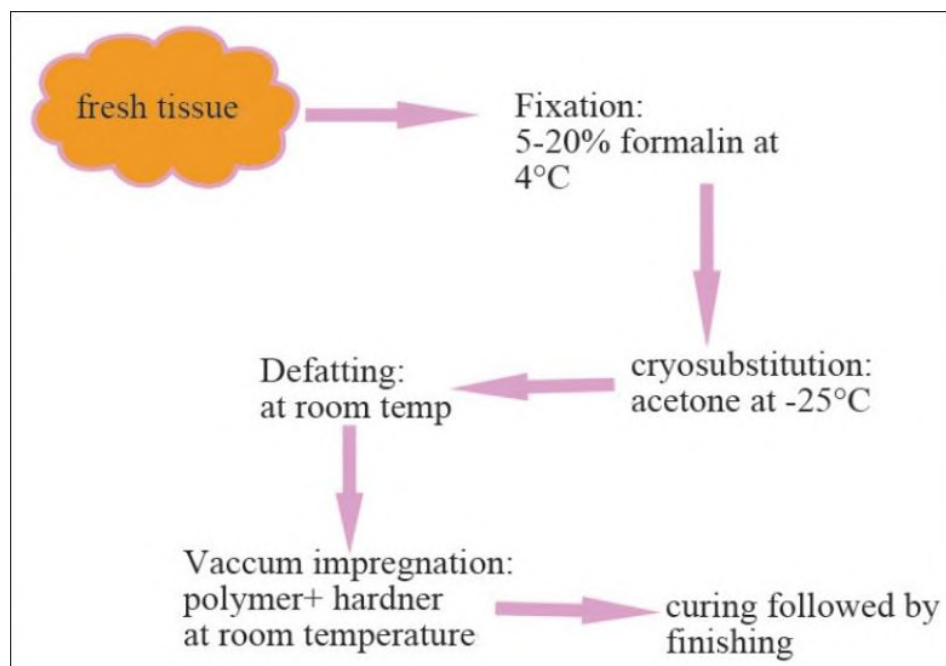 fresh tissue
Fixation:
5-20% formalin at
4°C
cryosubstitution:
acetone at -25°C
Defatting:
at room temp
Vaccum impregnation:
polymer+ hardner
at room temperature
curing followed by
finishing